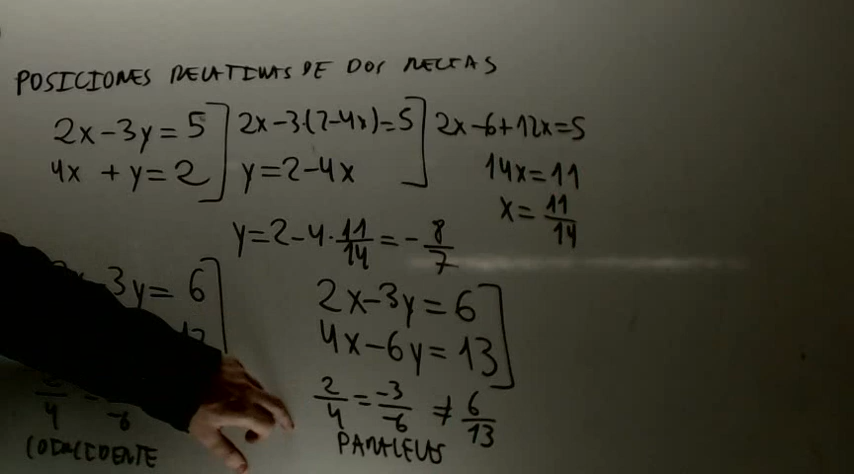 POSICIONES RELATIVAS DE DOS RECTAS
2x-3y=5] 2x-3·(2-4x)=5] 2x-6+12x=5
4x+y=2] y=2-4x] 14x=11
x=11/14
y=2-4·11/14=-8/7
3y=6]
2x-3y=6]
4x-6y=13]
2/4=-3/-6≠6/13
COINCIDENTE
PARALELAS